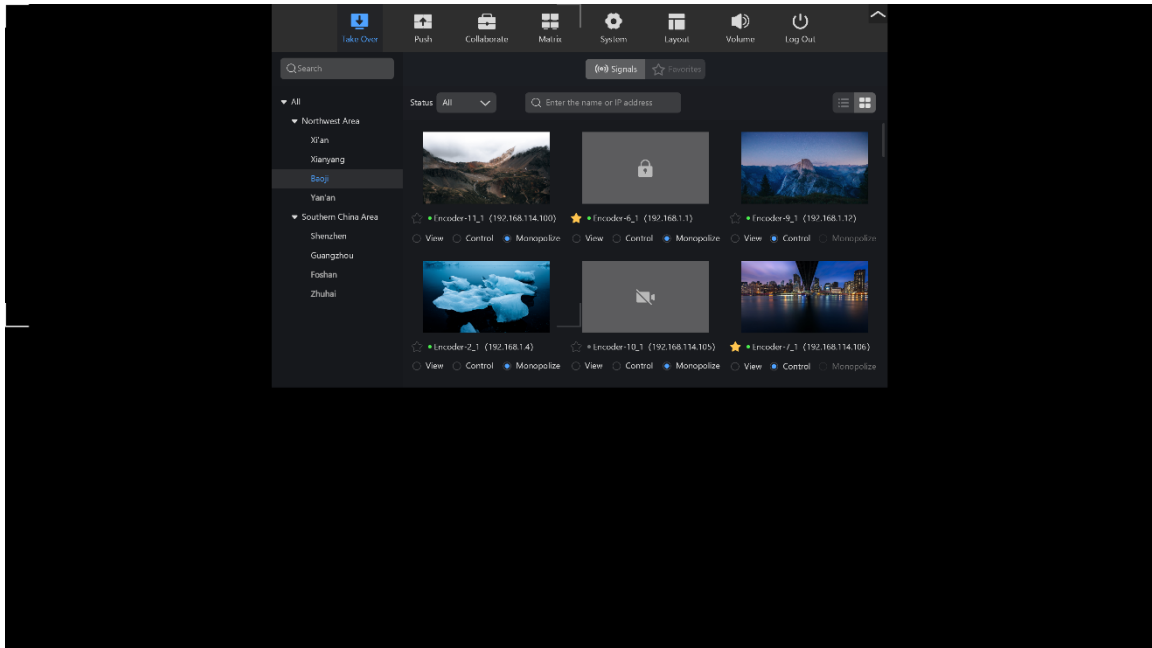 Take Over Push Collaborate Matrix System Layout Volume Log Out
Search
Signals Favorites
All
Northwest Area
Xi'an
Xianyang
Baoji
Yan'an
Southern China Area
Shenzhen
Guangzhou
Foshan
Zhuhai
Status All Enter the name or IP address
Encoder-11_1 (192.168.114.100) Encoder-6_1 (192.168.1.1) Encoder-9_1 (192.168.1.12)
View Control Monopolize View Control Monopolize View Control Monopolize
Encoder-2_1 (192.168.1.4) Encoder-10_1 (192.168.114.105) Encoder-7_1 (192.168.114.106)
View Control Monopolize View Control Monopolize View Control Monopolize